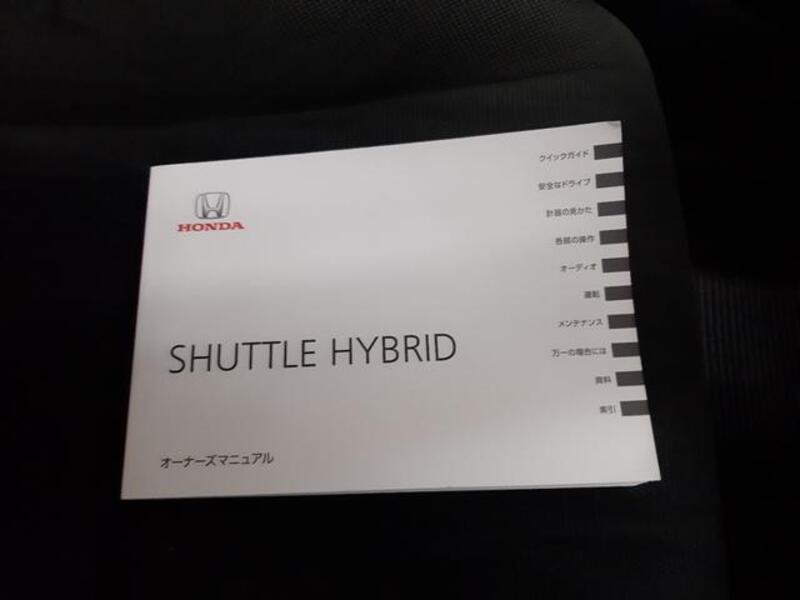 HONDA
SHUTTLE HYBRID
オーナーズマニュアル
クイックガイド
安全なドライブ
計器の見かた
各部の操作
オーディオ
運転
メンテナンス
万一の場合には
資料
索引